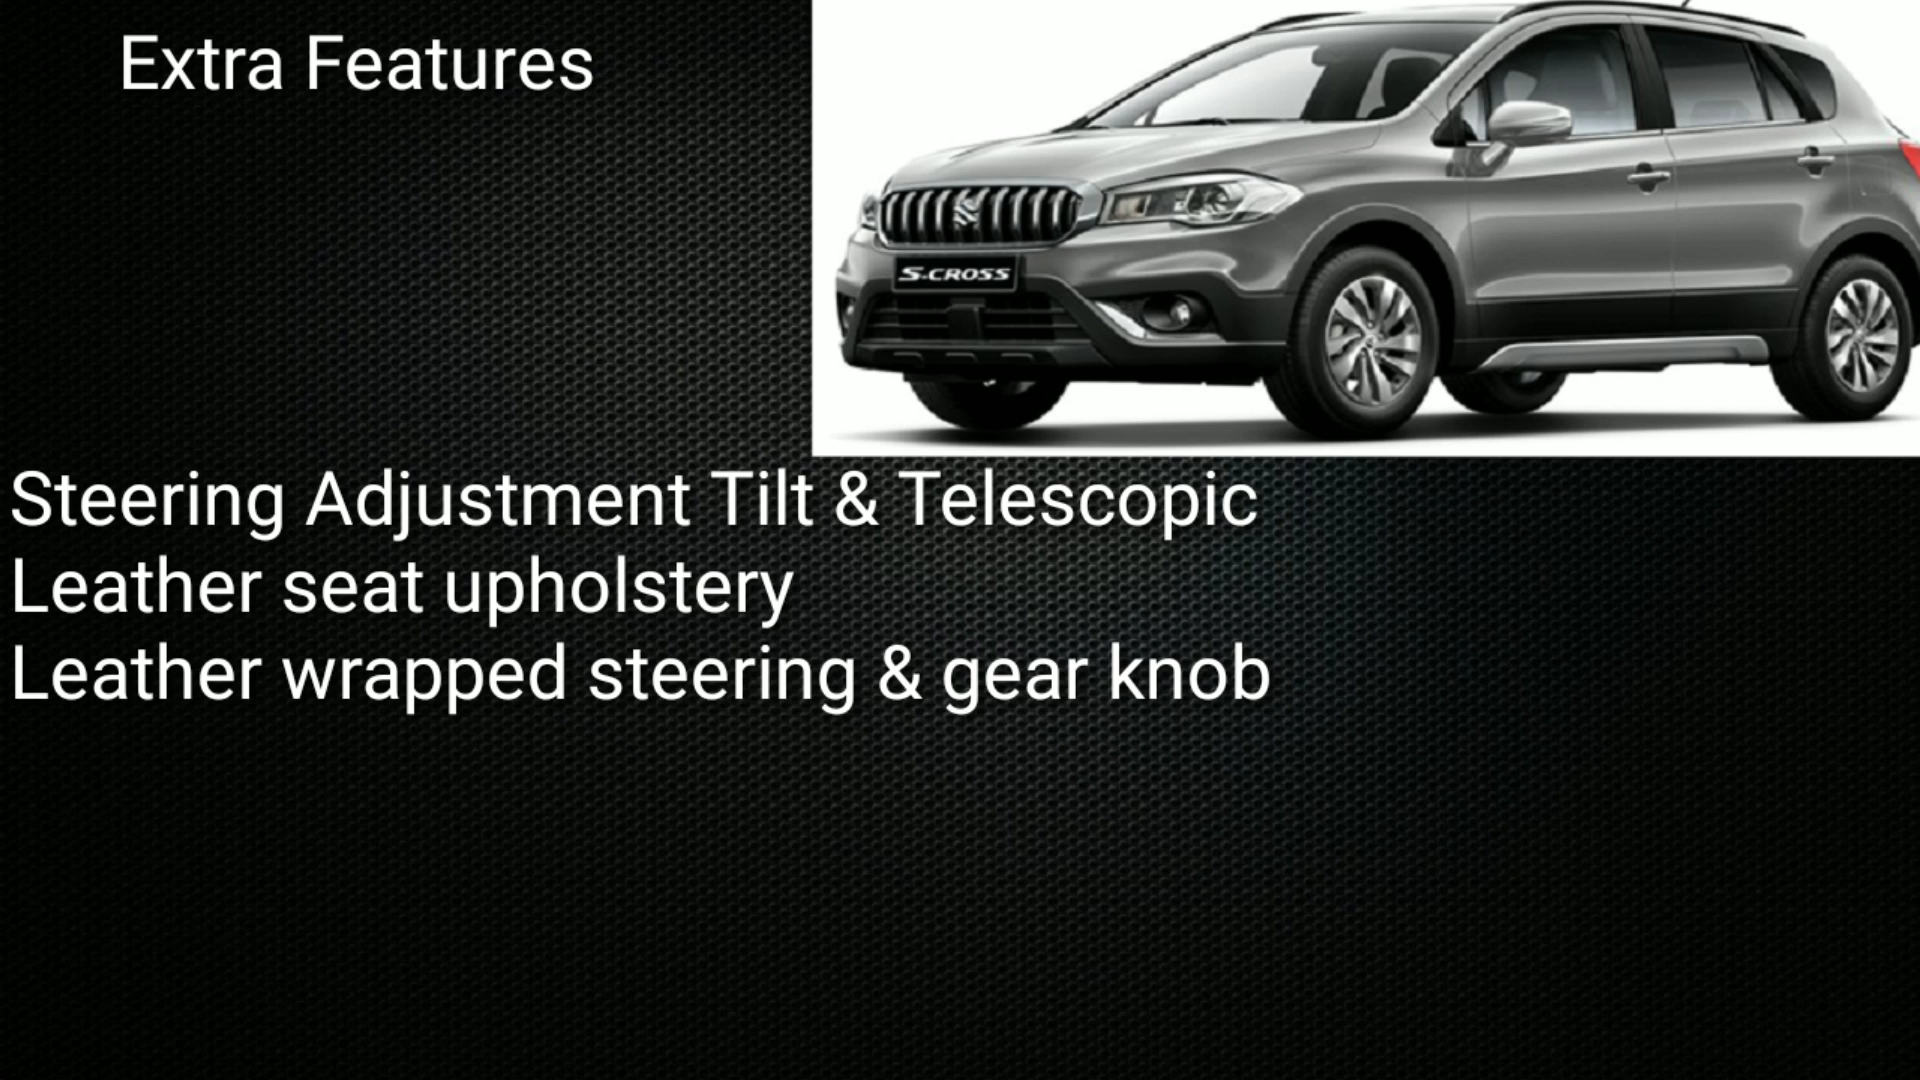 Extra Features
S-CROSS
Steering Adjustment Tilt & Telescopic
Leather seat upholstery
Leather wrapped steering & gear knob